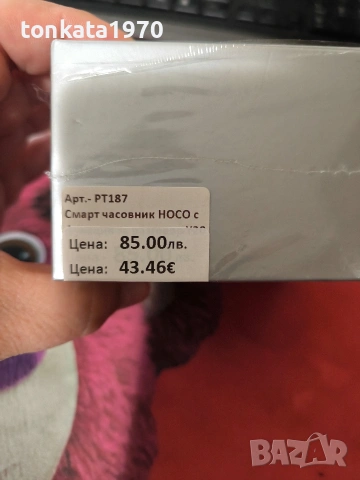 tonkata1970
Арт.- PT187
Смарт часовник HOCO с
Цена: 85.00лв.
Цена: 43.46€
BAZAR